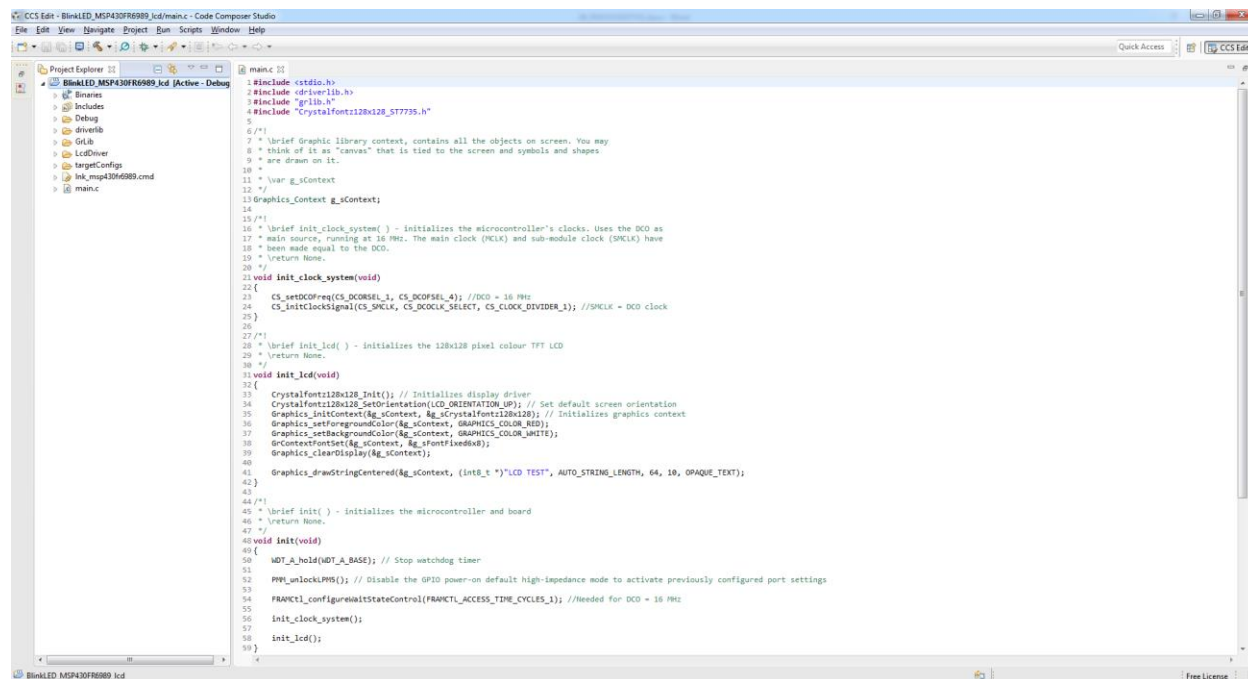 CCS Edit - BlinkLED_MSP430FR6989_lcd/main.c - Code Composer Studio
File Edit View Navigate Project Run Scripts Window Help
Quick Access
CCS Edit
Project Explorer
main.c
BlinkLED_MSP430FR6989_lcd [Active - Debug
Binaries
Includes
Debug
driverlib
GrLib
LcdDriver
targetConfigs
lnk_msp430fr6989.cmd
main.c
1 #include <stdio.h>
2 #include <driverlib.h>
3 #include "grlib.h"
4 #include "Crystalfontz128x128_ST7735.h"
5
6 /*!
7 * \brief Graphic library context, contains all the objects on screen. You may
8 * think of it as "canvas" that is tied to the screen and symbols and shapes
9 * are drawn on it.
10 *
11 * \var g_sContext
12 */
13 Graphics_Context g_sContext;
14
15 /*!
16 * \brief init_clock_system( ) - initializes the microcontroller's clocks. Uses the DCO as
17 * main source, running at 16 MHz. The main clock (MCLK) and sub-module clock (SMCLK) have
18 * been made equal to the DCO.
19 * \return None.
20 */
21 void init_clock_system(void)
22 {
23 CS_setDCOFreq(CS_DCORSEL_1, CS_DCOFSEL_4); //DCO = 16 MHz
24 CS_initClockSignal(CS_SMCLK, CS_DCOCLK_SELECT, CS_CLOCK_DIVIDER_1); //SMCLK = DCO clock
25 }
26
27 /*!
28 * \brief init_lcd( ) - initializes the 128x128 pixel colour TFT LCD
29 * \return None.
30 */
31 void init_lcd(void)
32 {
33 Crystalfontz128x128_Init(); // Initializes display driver
34 Crystalfontz128x128_SetOrientation(LCD_ORIENTATION_UP); // Set default screen orientation
35 Graphics_initContext(&g_sContext, &g_sCrystalfontz128x128); // Initializes graphics context
36 Graphics_setForegroundColor(&g_sContext, GRAPHICS_COLOR_RED);
37 Graphics_setBackgroundColor(&g_sContext, GRAPHICS_COLOR_WHITE);
38 GrContextFontSet(&g_sContext, &g_sFontFixed6x8);
39 Graphics_clearDisplay(&g_sContext);
40
41 Graphics_drawStringCentered(&g_sContext, (int8_t *)"LCD TEST", AUTO_STRING_LENGTH, 64, 10, OPAQUE_TEXT);
42 }
43
44 /*!
45 * \brief init( ) - initializes the microcontroller and board
46 * \return None.
47 */
48 void init(void)
49 {
50 WDT_A_hold(WDT_A_BASE); // Stop watchdog timer
51
52 PMM_unlockLPM5(); // Disable the GPIO power-on default high-impedance mode to activate previously configured port settings
53
54 FRAMCtl_configureWaitStateControl(FRAMCTL_ACCESS_TIME_CYCLES_1); //Needed for DCO = 16 MHz
55
56 init_clock_system();
57
58 init_lcd();
59 }
BlinkLED_MSP430FR6989_lcd
Free License